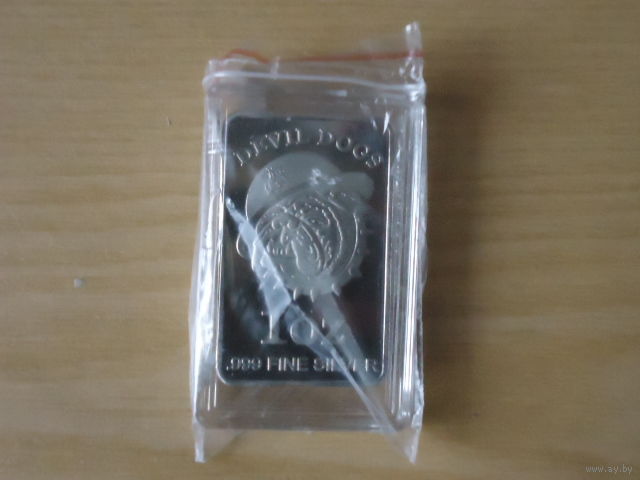 DEVIL DOGS
1 oz
.999 FINE SILVER
www.ay.by